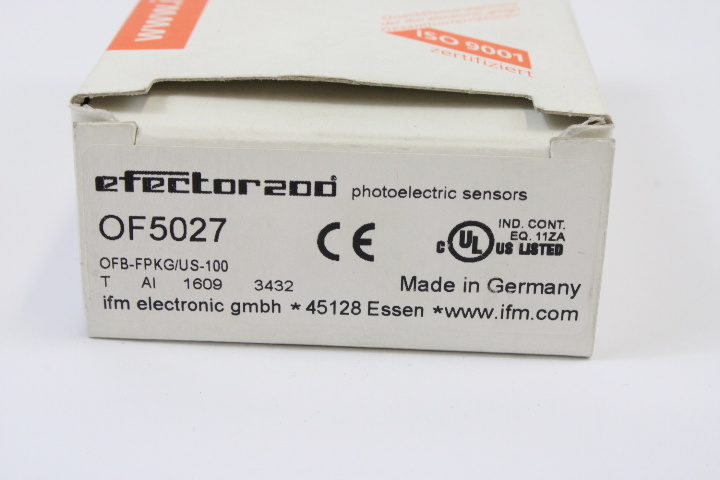 www.
ISO 9001
zertifiziert
efector200® photoelectric sensors
OF5027
CE
c UL US LISTED
IND. CONT.
EQ. 11ZA
OFB-FPKG/US-100
T AI 1609 3432
Made in Germany
ifm electronic gmbh * 45128 Essen * www.ifm.com